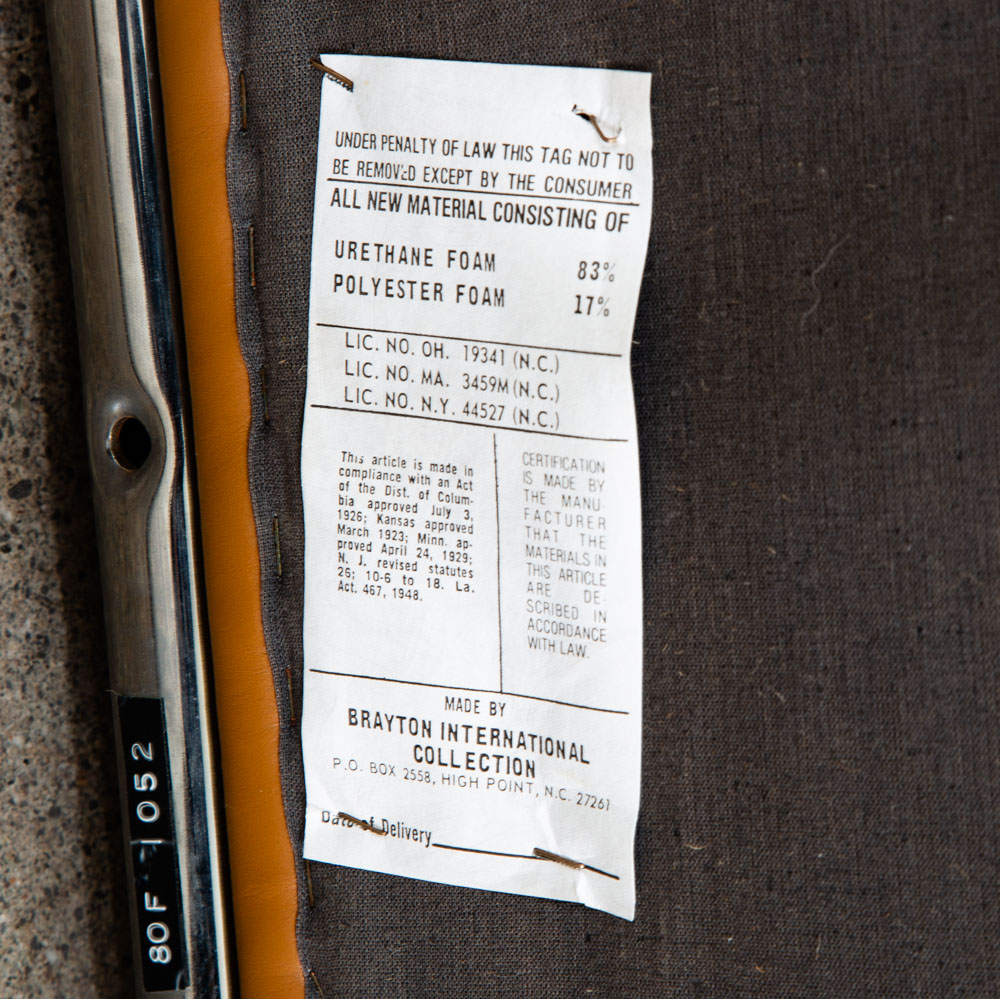 UNDER PENALTY OF LAW THIS TAG NOT TO
BE REMOVED EXCEPT BY THE CONSUMER
ALL NEW MATERIAL CONSISTING OF
URETHANE FOAM 83%
POLYESTER FOAM 17%
LIC. NO. OH. 19341 (N.C.)
LIC. NO. MA. 3459M (N.C.)
LIC. NO. N.Y. 44527 (N.C.)
This article is made in
compliance with an Act
of the Dist. of Colum-
bia approved July 3,
1926; Kansas approved
March 1923; Minn. ap-
proved April 24, 1929;
N. J. revised statutes
26; 10-6 to 18. La.
Act. 467, 1948.
CERTIFICATION
IS MADE BY
THE MANU-
FACTURER
THAT THE
MATERIALS IN
THIS ARTICLE
ARE DE-
SCRIBED IN
ACCORDANCE
WITH LAW.
MADE BY
BRAYTON INTERNATIONAL
COLLECTION
P.O. BOX 2558, HIGH POINT, N.C. 27261
Date of Delivery
80F 1052